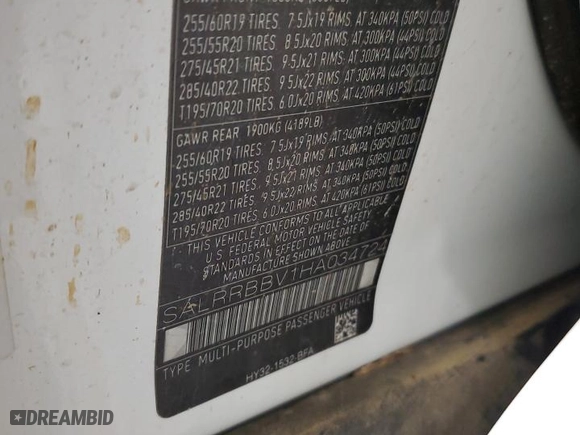 255/60R19 TIRES 7.5Jx19 RIMS, AT 340KPA (50PSI) COLD
255/55R20 TIRES 8.5Jx20 RIMS, AT 300KPA (44PSI) COLD
275/45R21 TIRES 9.5Jx21 RIMS, AT 300KPA (44PSI) COLD
285/40R22 TIRES 9.5Jx22 RIMS, AT 300KPA (44PSI) COLD
T195/70R20 TIRES 6.0Jx20 RIMS, AT 420KPA (61PSI) COLD
GAWR REAR 1900KG (4189LB)
255/60R19 TIRES 7.5Jx19 RIMS, AT 340KPA (50PSI) COLD
255/55R20 TIRES 8.5Jx20 RIMS, AT 340KPA (50PSI) COLD
275/45R21 TIRES 9.5Jx21 RIMS, AT 340KPA (50PSI) COLD
285/40R22 TIRES 9.5Jx22 RIMS, AT 340KPA (50PSI) COLD
T195/70R20 TIRES 6.0Jx20 RIMS, AT 420KPA (61PSI) COLD
THIS VEHICLE CONFORMS TO ALL APPLICABLE
U.S FEDERAL MOTOR VEHICLE SAFETY
STANDARDS IN EFFECT ON THE DATE OF
MANUFACTURE SHOWN ABOVE
SALRRBBV1HA034724
TYPE MULTI-PURPOSE PASSENGER VEHICLE
HY32-1532-BFA
DREAMBID